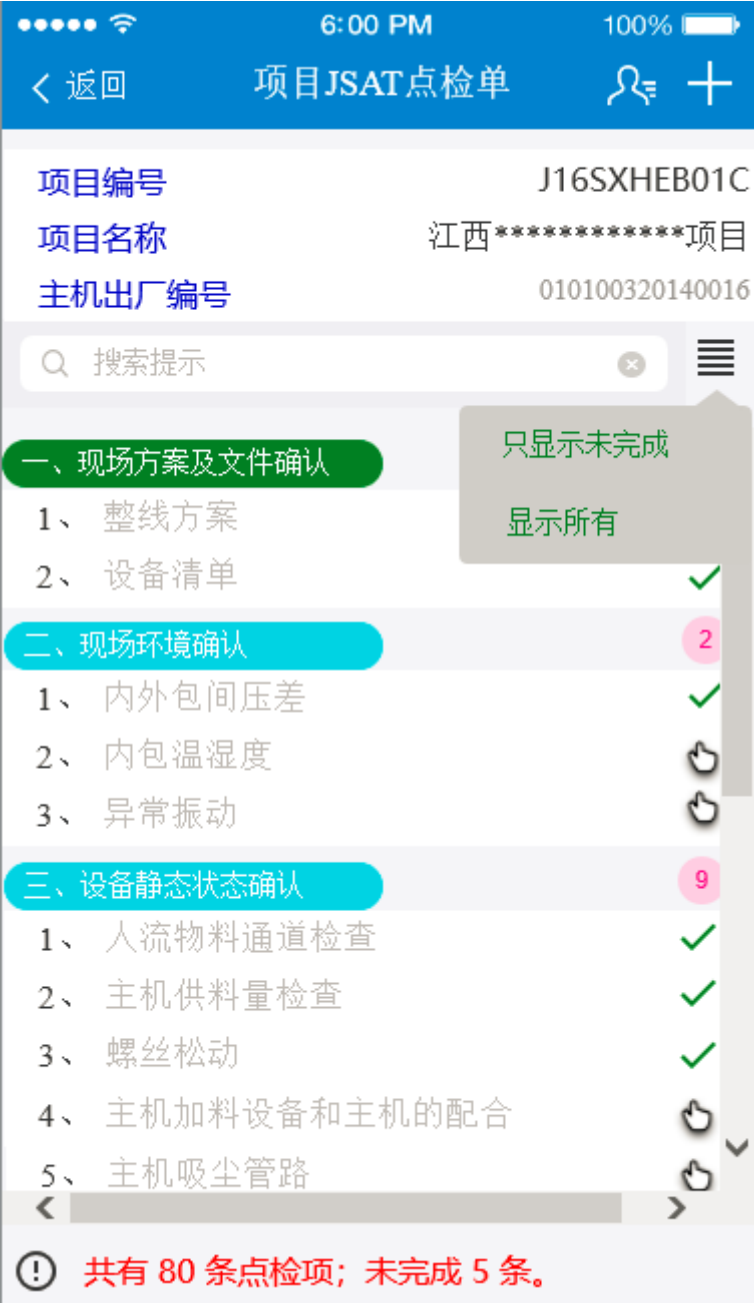 6:00 PM 100%
返回 项目JSAT点检单
项目编号 J16SXHEB01C
项目名称 江西************项目
主机出厂编号 010100320140016
搜索提示
只显示未完成
一、现场方案及文件确认
1、 整线方案
显示所有
2、 设备清单
二、现场环境确认 2
1、 内外包间压差
2、 内包温湿度
3、 异常振动
三、设备静态状态确认 9
1、 人流物料通道检查
2、 主机供料量检查
3、 螺丝松动
4、 主机加料设备和主机的配合
5、 主机吸尘管路
共有 80 条点检项；未完成 5 条。